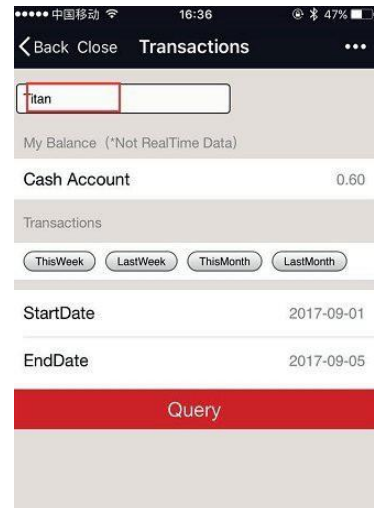 中国移动 16:36 47%
Back Close Transactions
Titan
My Balance (*Not RealTime Data)
Cash Account 0.60
Transactions
ThisWeek LastWeek ThisMonth LastMonth
StartDate 2017-09-01
EndDate 2017-09-05
Query